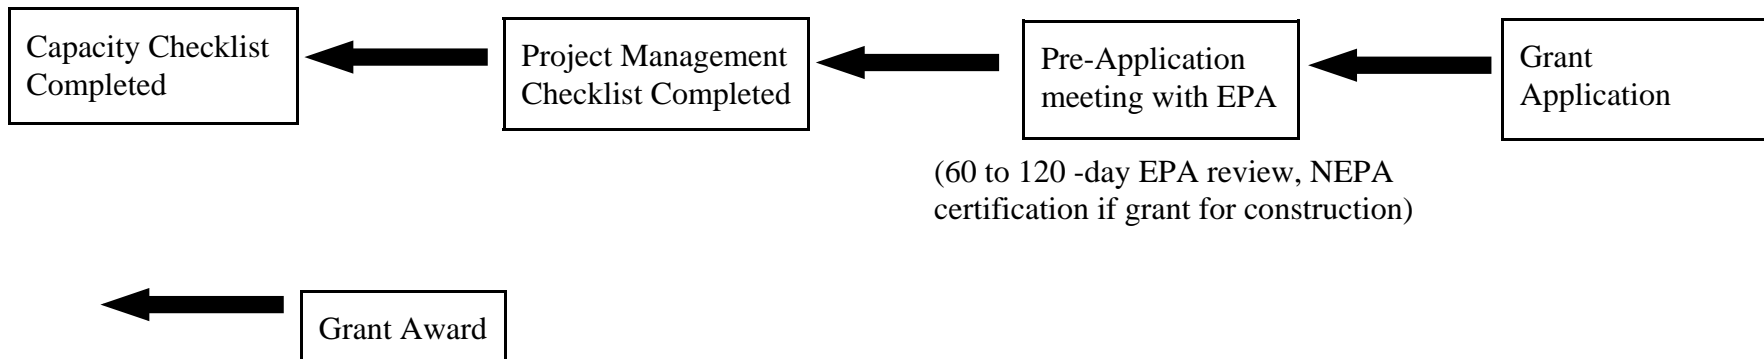 Capacity Checklist
Completed
Project Management
Checklist Completed
Pre-Application
meeting with EPA
Grant
Application
(60 to 120 -day EPA review, NEPA
certification if grant for construction)
Grant Award